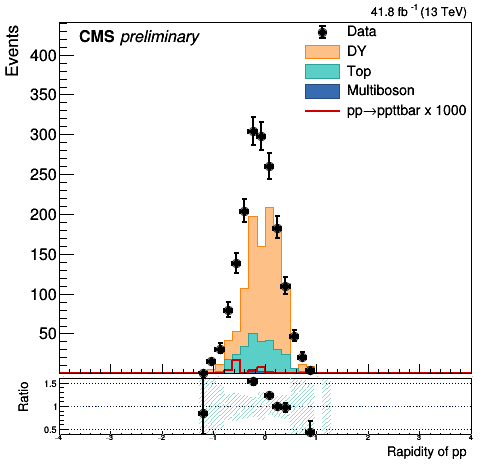 41.8 fb⁻¹ (13 TeV)
CMS preliminary
Data
DY
Top
Multiboson
pp→ppttbar x 1000
Events
400
350
300
250
200
150
100
50
Ratio
1.5
1
0.5
-4 -3 -2 -1 0 1 2 3 4
Rapidity of pp